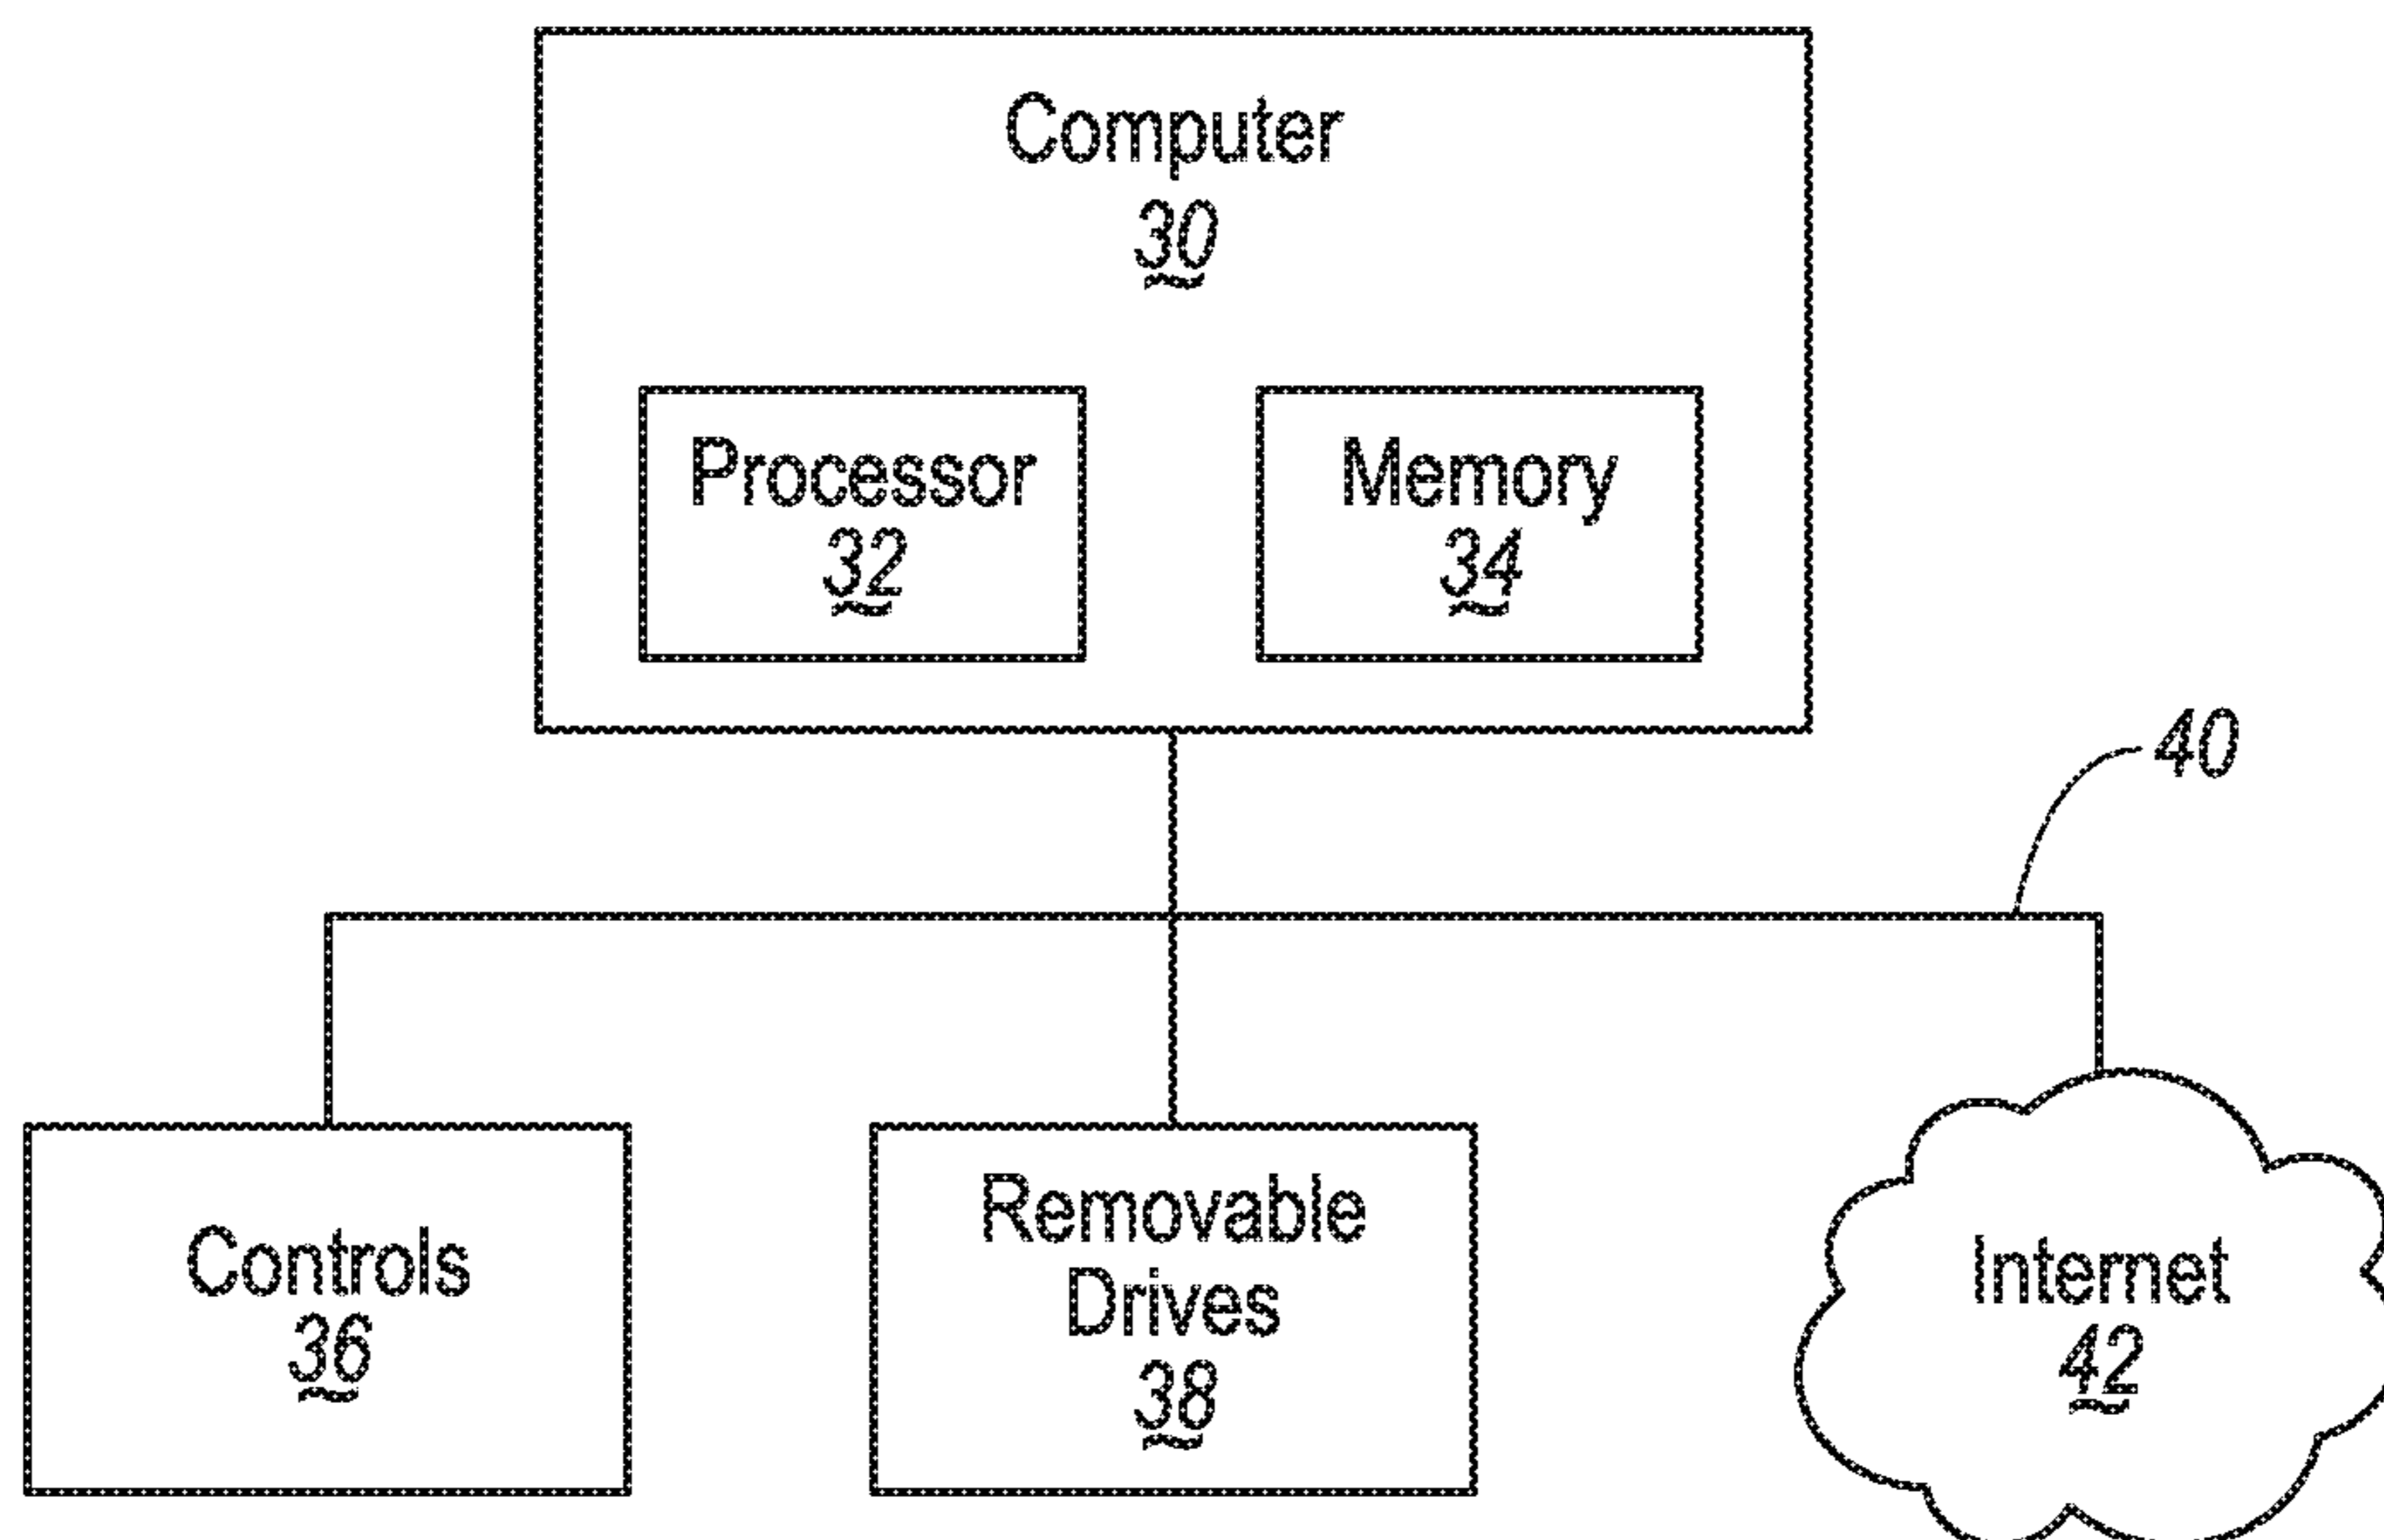 Computer
30
Processor
32
Memory
34
40
Controls
36
Removable
Drives
38
Internet
42